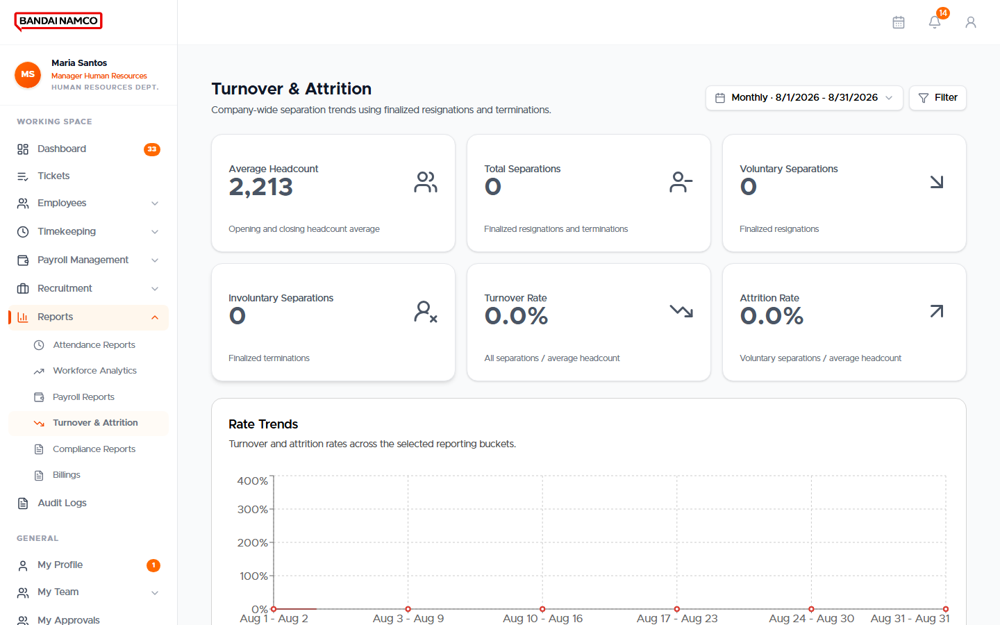 BANDAI NAMCO
14
MS
Maria Santos
Manager Human Resources
HUMAN RESOURCES DEPT.
WORKING SPACE
Dashboard
33
Tickets
Employees
Timekeeping
Payroll Management
Recruitment
Reports
Attendance Reports
Workforce Analytics
Payroll Reports
Turnover & Attrition
Compliance Reports
Billings
Audit Logs
GENERAL
My Profile
1
My Team
My Approvals
Turnover & Attrition
Company-wide separation trends using finalized resignations and terminations.
Monthly · 8/1/2026 - 8/31/2026
Filter
Average Headcount
2,213
Opening and closing headcount average
Total Separations
0
Finalized resignations and terminations
Voluntary Separations
0
Finalized resignations
Involuntary Separations
0
Finalized terminations
Turnover Rate
0.0%
All separations / average headcount
Attrition Rate
0.0%
Voluntary separations / average headcount
Rate Trends
Turnover and attrition rates across the selected reporting buckets.
400%
300%
200%
100%
0%
Aug 1 - Aug 2
Aug 3 - Aug 9
Aug 10 - Aug 16
Aug 17 - Aug 23
Aug 24 - Aug 30
Aug 31 - Aug 31